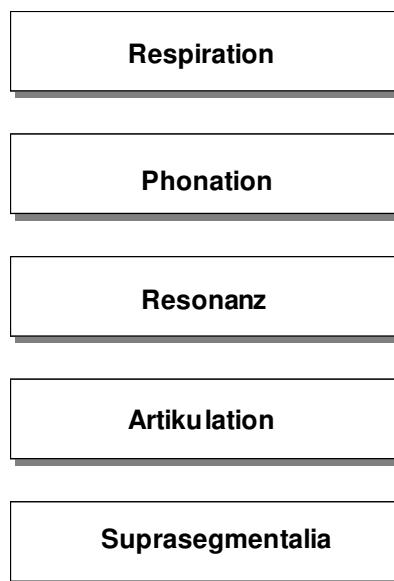 Respiration
Phonation
Resonanz
Artikulation
Suprasegmentalia